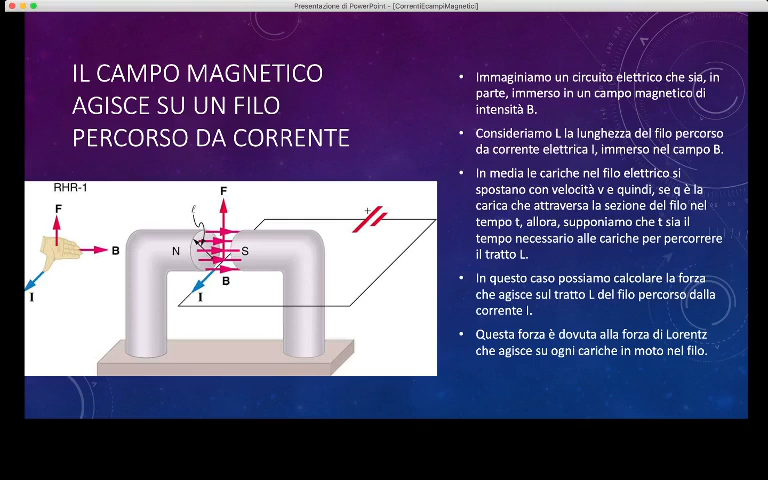 Presentazione di PowerPoint - [CorrentiEcampiMagnetici]
IL CAMPO MAGNETICO
AGISCE SU UN FILO
PERCORSO DA CORRENTE
RHR-1
F
B
I
F
ℓ
N
S
B
I
+
• Immaginiamo un circuito elettrico che sia, in
parte, immerso in un campo magnetico di
intensità B.
• Consideriamo L la lunghezza del filo percorso
da corrente elettrica I, immerso nel campo B.
• In media le cariche nel filo elettrico si
spostano con velocità v e quindi, se q è la
carica che attraversa la sezione del filo nel
tempo t, allora, supponiamo che t sia il
tempo necessario alle cariche per percorrere
il tratto L.
• In questo caso possiamo calcolare la forza
che agisce sul tratto L del filo percorso dalla
corrente I.
• Questa forza è dovuta alla forza di Lorentz
che agisce su ogni cariche in moto nel filo.